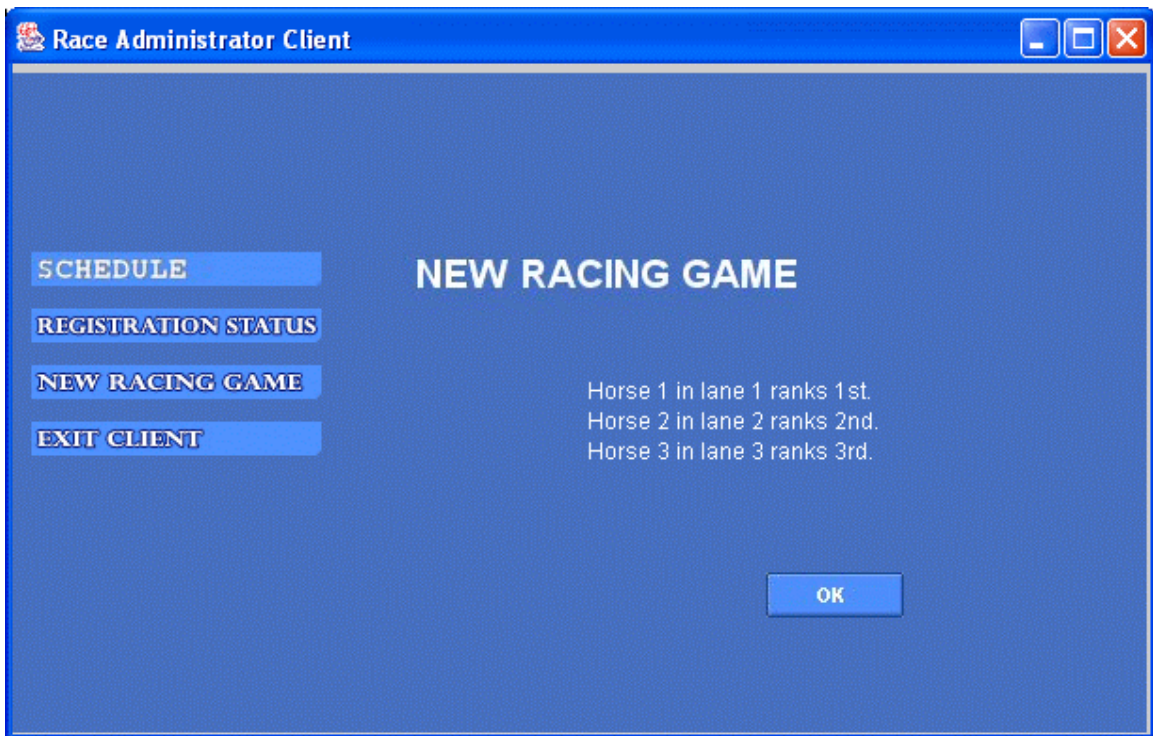 Race Administrator Client
SCHEDULE
REGISTRATION STATUS
NEW RACING GAME
EXIT CLIENT
NEW RACING GAME
Horse 1 in lane 1 ranks 1st.
Horse 2 in lane 2 ranks 2nd.
Horse 3 in lane 3 ranks 3rd.
OK